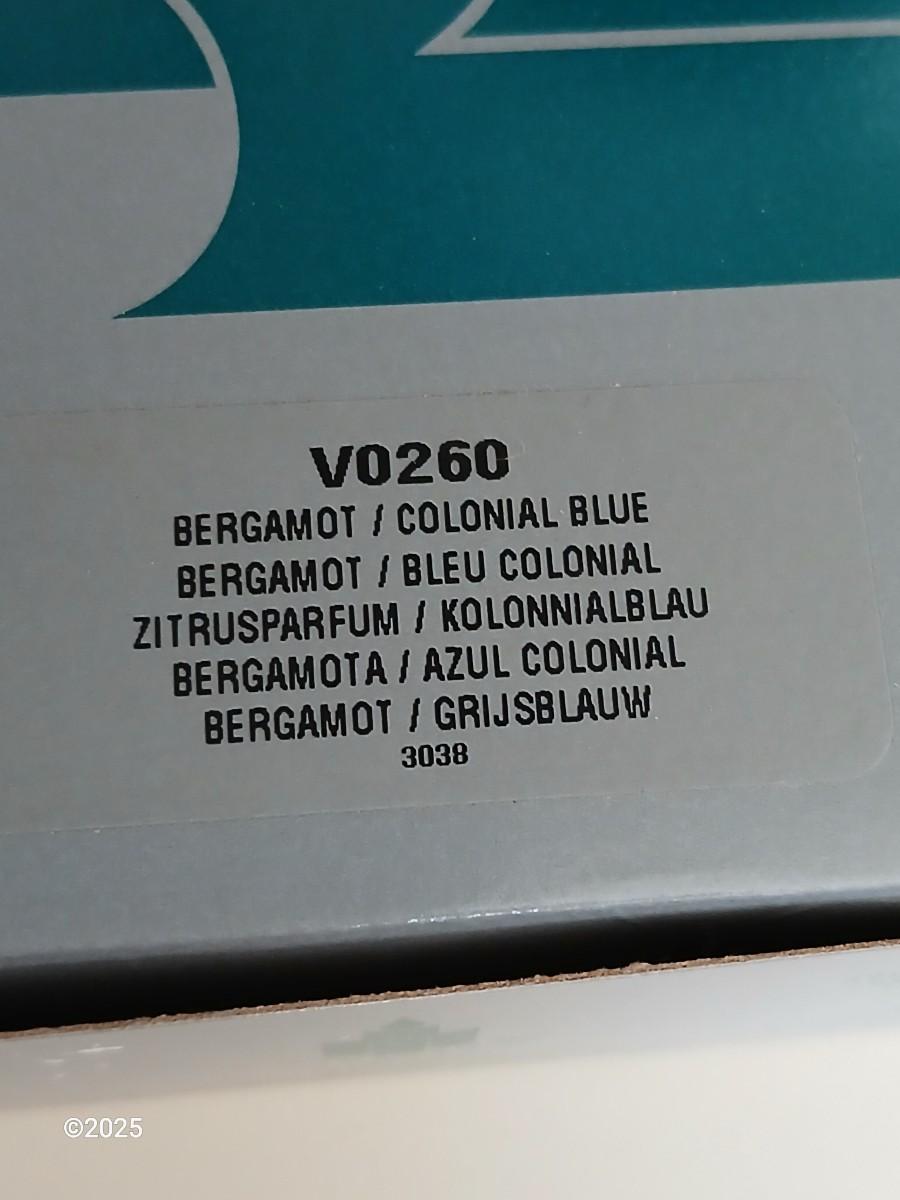 V0260
BERGAMOT / COLONIAL BLUE
BERGAMOT / BLEU COLONIAL
ZITRUSPARFUM / KOLONNIALBLAU
BERGAMOTA / AZUL COLONIAL
BERGAMOT / GRIJSBLAUW
3038
©2025